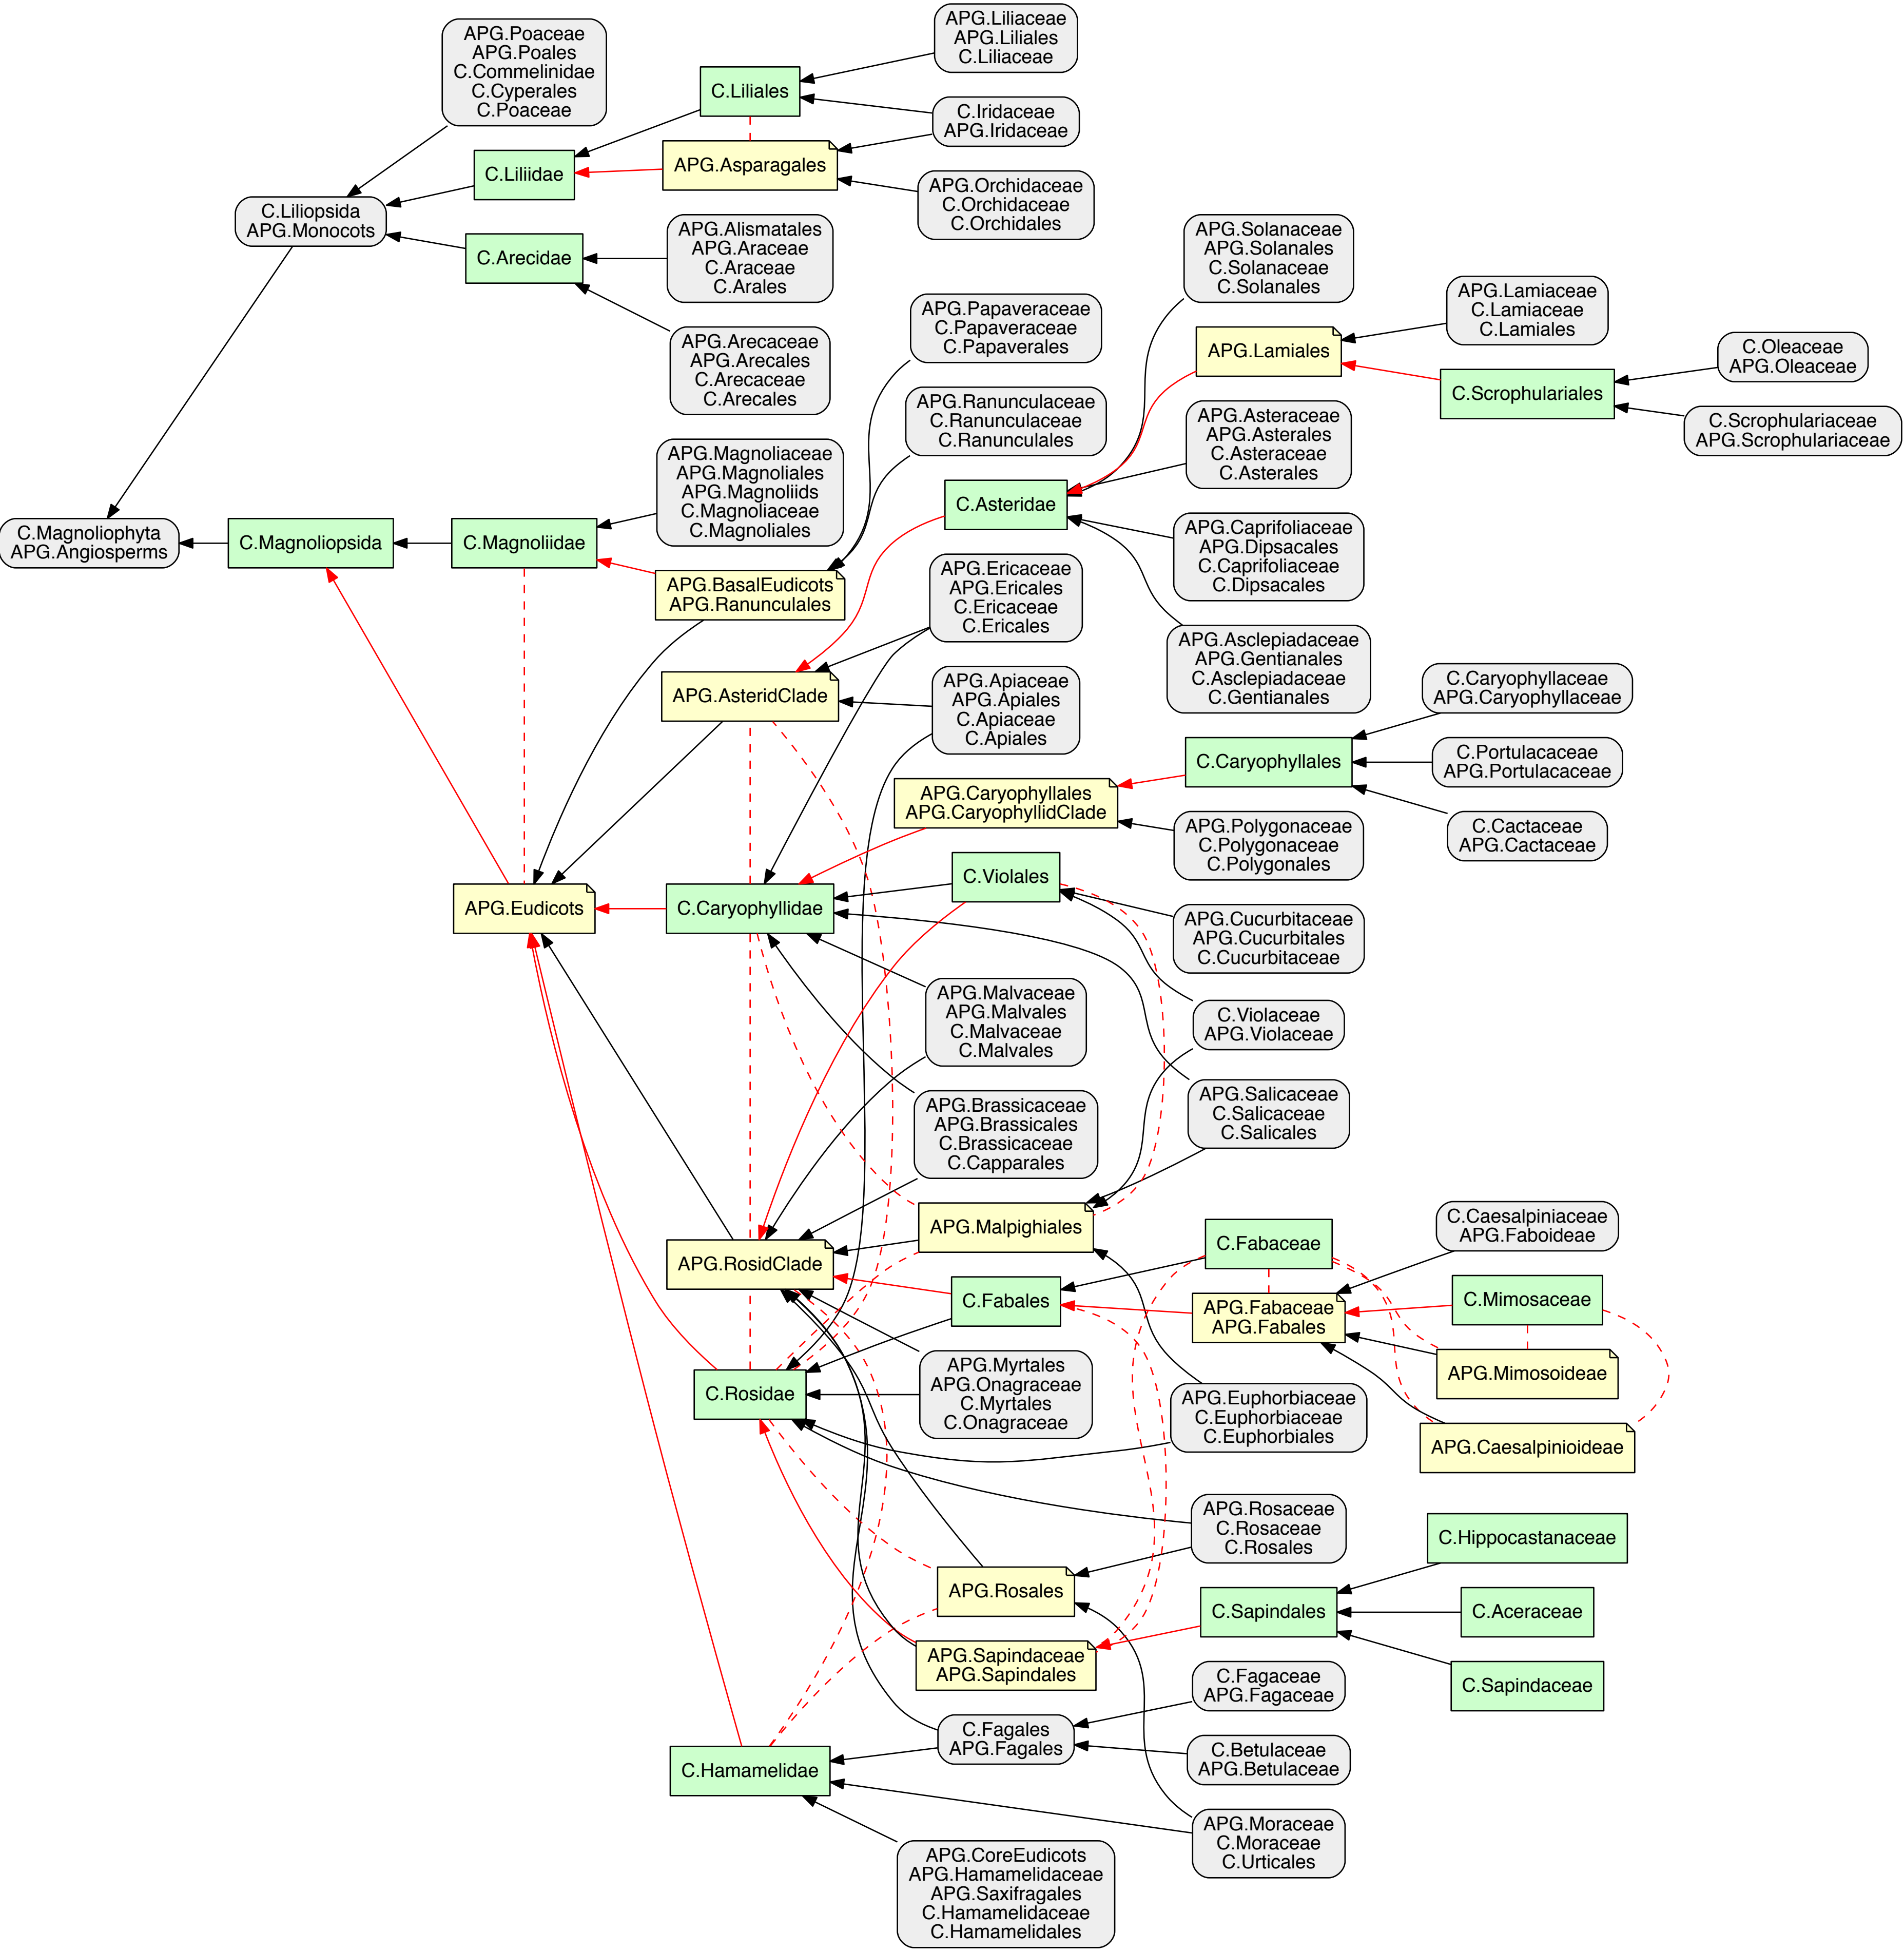 APG.Poaceae
APG.Poales
C.Commelinidae
C.Cyperales
C.Poaceae
C.Liliales
APG.Liliaceae
APG.Liliales
C.Liliaceae
C.Iridaceae
APG.Iridaceae
C.Liliidae
APG.Asparagales
APG.Orchidaceae
C.Orchidaceae
C.Orchidales
C.Liliopsida
APG.Monocots
C.Arecidae
APG.Alismatales
APG.Araceae
C.Araceae
C.Arales
APG.Arecaceae
APG.Arecales
C.Arecaceae
C.Arecales
APG.Papaveraceae
C.Papaveraceae
C.Papaverales
APG.Ranunculaceae
C.Ranunculaceae
C.Ranunculales
APG.Solanaceae
APG.Solanales
C.Solanaceae
C.Solanales
APG.Lamiales
APG.Lamiaceae
C.Lamiaceae
C.Lamiales
C.Scrophulariales
C.Oleaceae
APG.Oleaceae
C.Scrophulariaceae
APG.Scrophulariaceae
APG.Asteraceae
APG.Asterales
C.Asteraceae
C.Asterales
C.Asteridae
APG.Magnoliaceae
APG.Magnoliales
APG.Magnoliids
C.Magnoliaceae
C.Magnoliales
C.Magnoliophyta
APG.Angiosperms
C.Magnoliopsida
C.Magnoliidae
APG.BasalEudicots
APG.Ranunculales
APG.Caprifoliaceae
APG.Dipsacales
C.Caprifoliaceae
C.Dipsacales
APG.Ericaceae
APG.Ericales
C.Ericaceae
C.Ericales
APG.Asclepiadaceae
APG.Gentianales
C.Asclepiadaceae
C.Gentianales
APG.AsteridClade
APG.Apiaceae
APG.Apiales
C.Apiaceae
C.Apiales
C.Caryophyllaceae
APG.Caryophyllaceae
C.Caryophyllales
C.Portulacaceae
APG.Portulacaceae
APG.Caryophyllales
APG.CaryophyllidClade
C.Cactaceae
APG.Cactaceae
APG.Polygonaceae
C.Polygonaceae
C.Polygonales
C.Violales
APG.Eudicots
C.Caryophyllidae
APG.Cucurbitaceae
APG.Cucurbitales
C.Cucurbitaceae
APG.Malvaceae
APG.Malvales
C.Malvaceae
C.Malvales
C.Violaceae
APG.Violaceae
APG.Brassicaceae
APG.Brassicales
C.Brassicaceae
C.Capparales
APG.Salicaceae
C.Salicaceae
C.Salicales
APG.Malpighiales
APG.RosidClade
C.Fabaceae
C.Caesalpiniaceae
APG.Faboideae
C.Fabales
APG.Fabaceae
APG.Fabales
C.Mimosaceae
APG.Mimosoideae
C.Rosidae
APG.Myrtales
APG.Onagraceae
C.Myrtales
C.Onagraceae
APG.Euphorbiaceae
C.Euphorbiaceae
C.Euphorbiales
APG.Caesalpinioideae
APG.Rosaceae
C.Rosaceae
C.Rosales
APG.Rosales
C.Hippocastanaceae
C.Sapindales
C.Aceraceae
C.Sapindaceae
APG.Sapindaceae
APG.Sapindales
C.Fagaceae
APG.Fagaceae
C.Fagales
APG.Fagales
C.Betulaceae
APG.Betulaceae
C.Hamamelidae
APG.Moraceae
C.Moraceae
C.Urticales
APG.CoreEudicots
APG.Hamamelidaceae
APG.Saxifragales
C.Hamamelidaceae
C.Hamamelidales